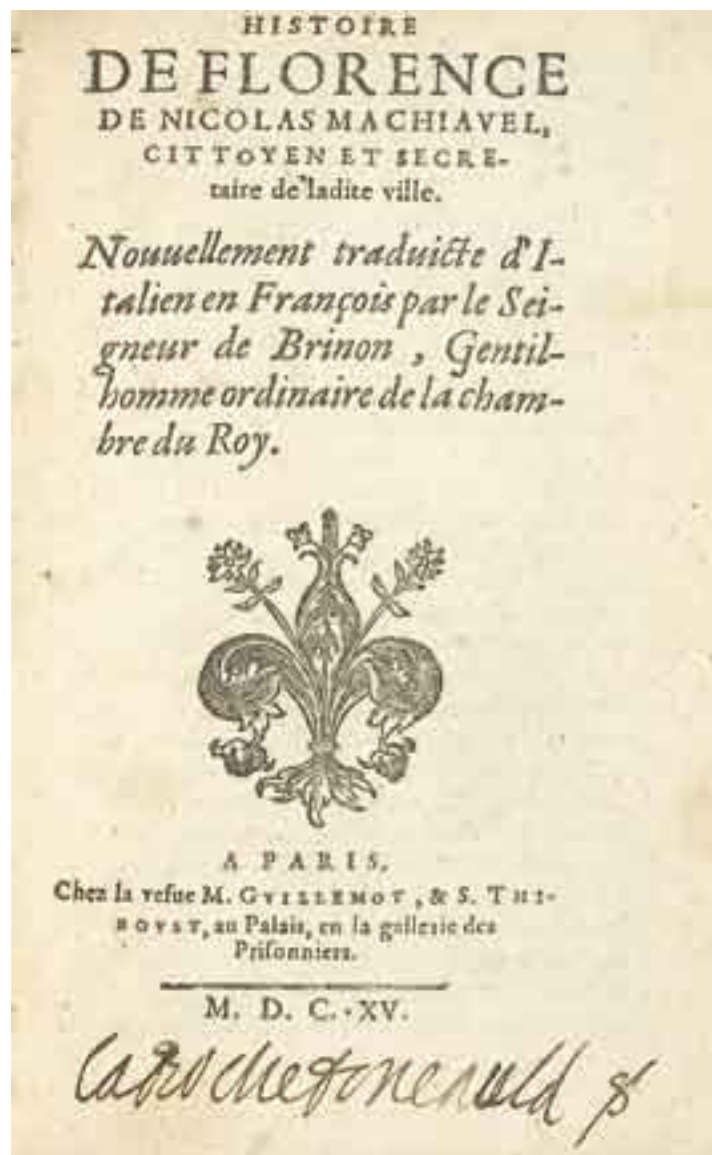 HISTOIRE
DE FLORENCE
DE NICOLAS MACHIAVEL,
CITTOYEN ET SECRE-
taire de ladite ville.
Nouuellement traduicte d'I-
talien en François par le Sei-
gneur de Brinon, Gentil-
homme ordinaire de la cham-
bre du Roy.
A PARIS,
Chez la vefue M. GVILLEMOT, & S. THI-
BOVST, au Palais, en la gallerie des
Prisonniers.
M. D. C. XV.
LaRochefoucauld